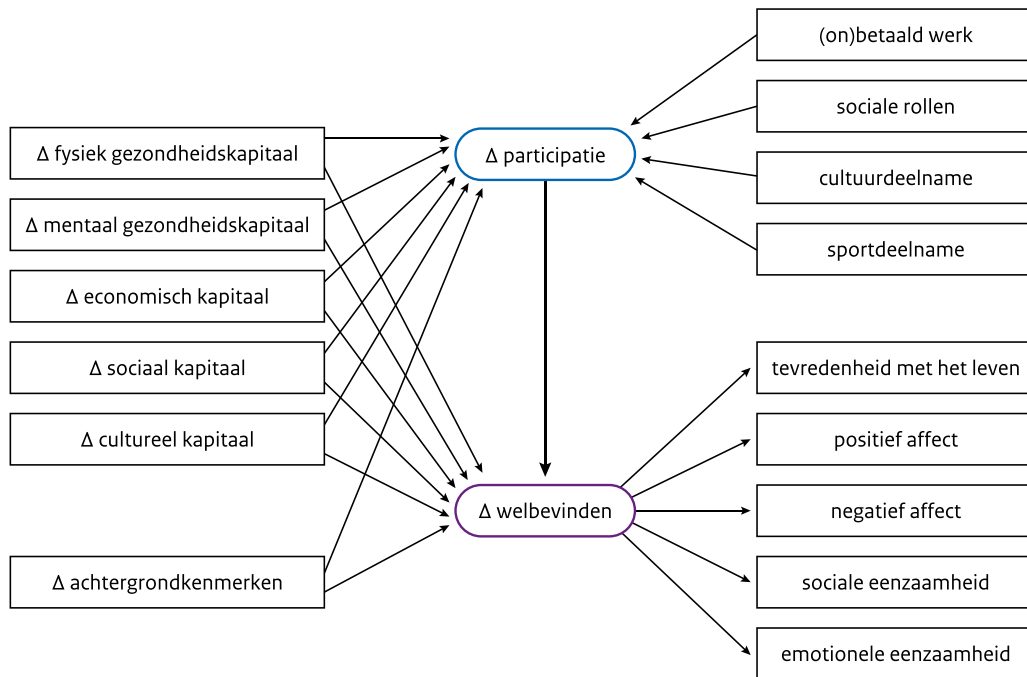 (on)betaald werk
sociale rollen
cultuurdeelname
sportdeelname
Δ fysiek gezondheidskapitaal
Δ mentaal gezondheidskapitaal
Δ economisch kapitaal
Δ sociaal kapitaal
Δ cultureel kapitaal
Δ achtergrondkenmerken
Δ participatie
Δ welbevinden
tevredenheid met het leven
positief affect
negatief affect
sociale eenzaamheid
emotionele eenzaamheid